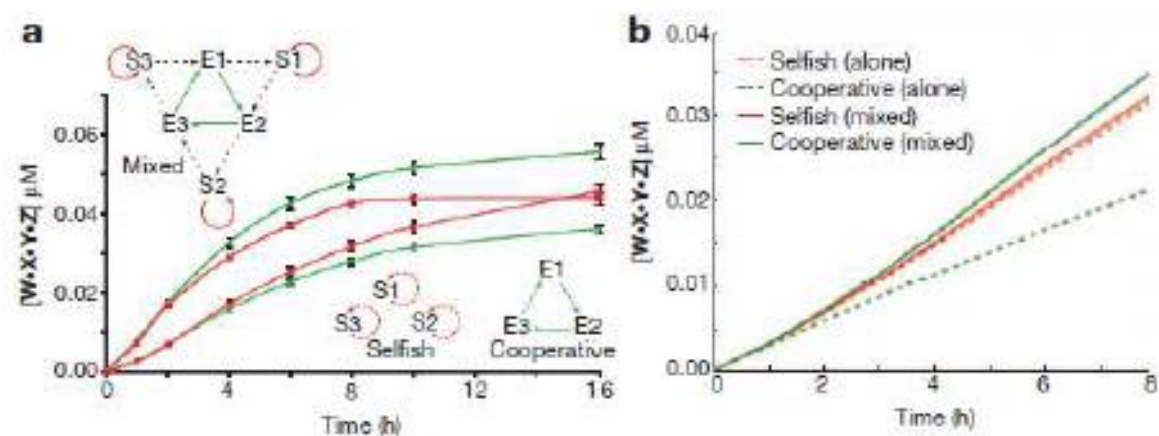 a
S3
E1
S1
E3
E2
Mixed
S2
[W•X•Y•Z] μM
0.06
0.04
0.02
0.00
0
4
8
12
16
Time (h)
S1
S3
S2
Selfish
E1
E3
E2
Cooperative
b
[W•X•Y•Z] μM
0.04
0.03
0.02
0.01
0.00
0
2
4
6
8
Time (h)
Selfish (alone)
Cooperative (alone)
Selfish (mixed)
Cooperative (mixed)